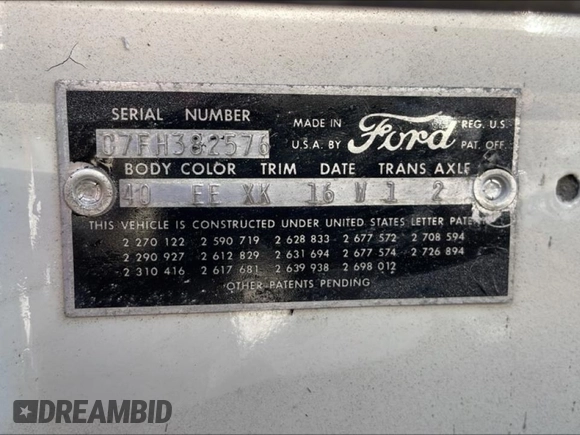 SERIAL NUMBER
MADE IN Ford REG. U.S.
D7FH382576
U.S.A. BY PAT. OFF.
BODY COLOR TRIM DATE TRANS AXLE
40 EE XK 16 W 1 2
THIS VEHICLE IS CONSTRUCTED UNDER UNITED STATES LETTER PATENTS
2 270 122 2 590 719 2 628 833 2 677 572 2 708 594
2 290 927 2 612 829 2 631 694 2 677 574 2 726 894
2 310 416 2 617 681 2 639 938 2 698 012
OTHER PATENTS PENDING
DREAMBID